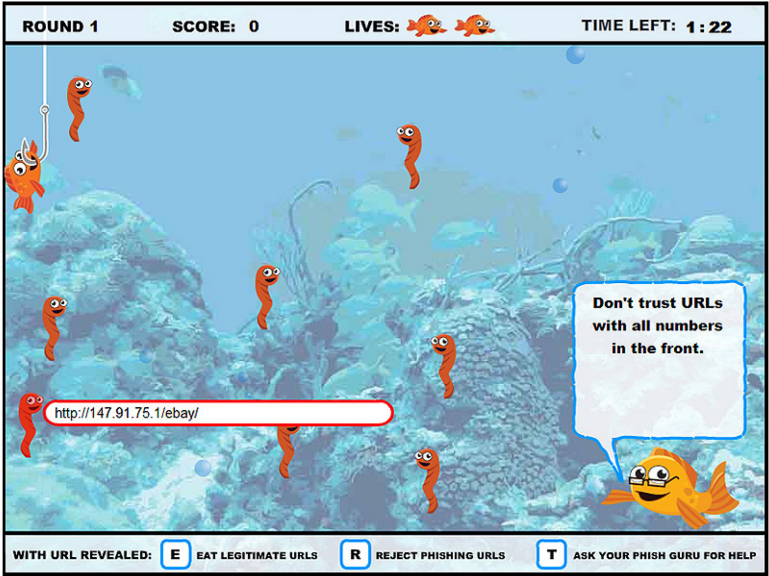 ROUND 1 SCORE: 0 LIVES: TIME LEFT: 1:22
Don't trust URLs
with all numbers
in the front.
http://147.91.75.1/ebay/
WITH URL REVEALED: E EAT LEGITIMATE URLS R REJECT PHISHING URLS T ASK YOUR PHISH GURU FOR HELP